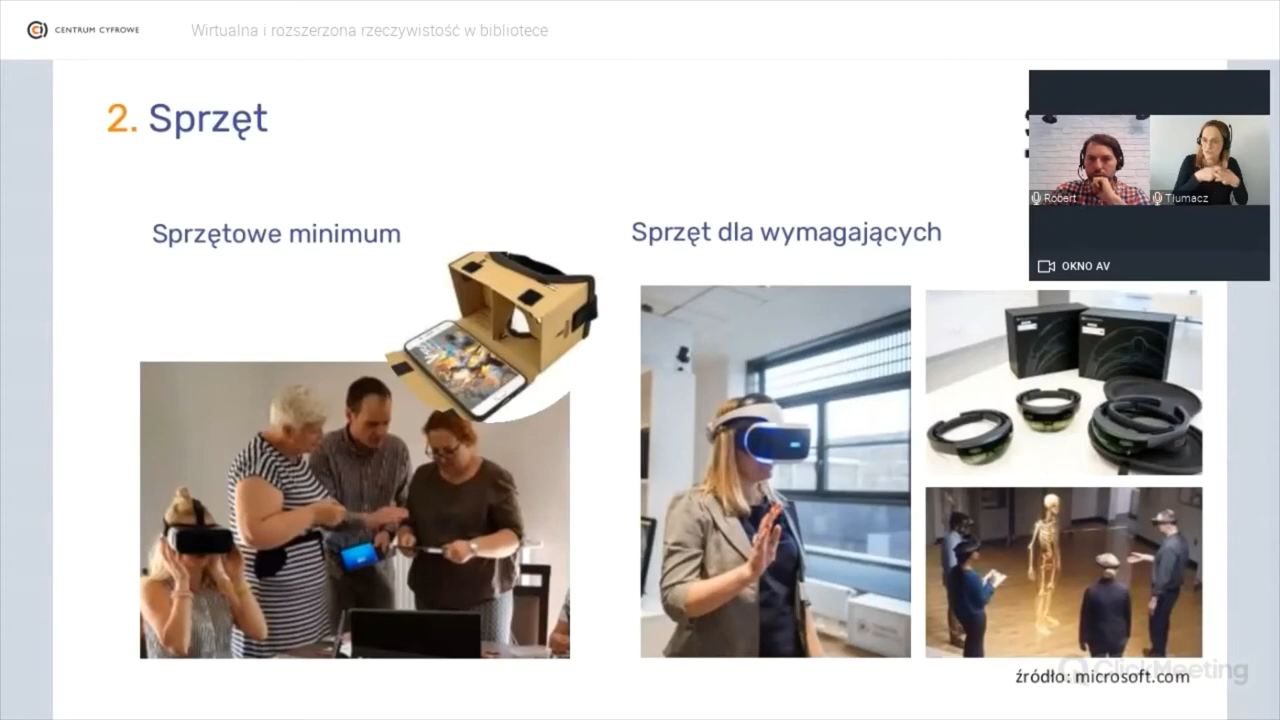 CENTRUM CYFROWE
Wirtualna i rozszerzona rzeczywistość w bibliotece
2. Sprzęt
Sprzętowe minimum
Sprzęt dla wymagających
Robert
Tłumacz
OKNO AV
źródło: microsoft.com
ClickMeeting